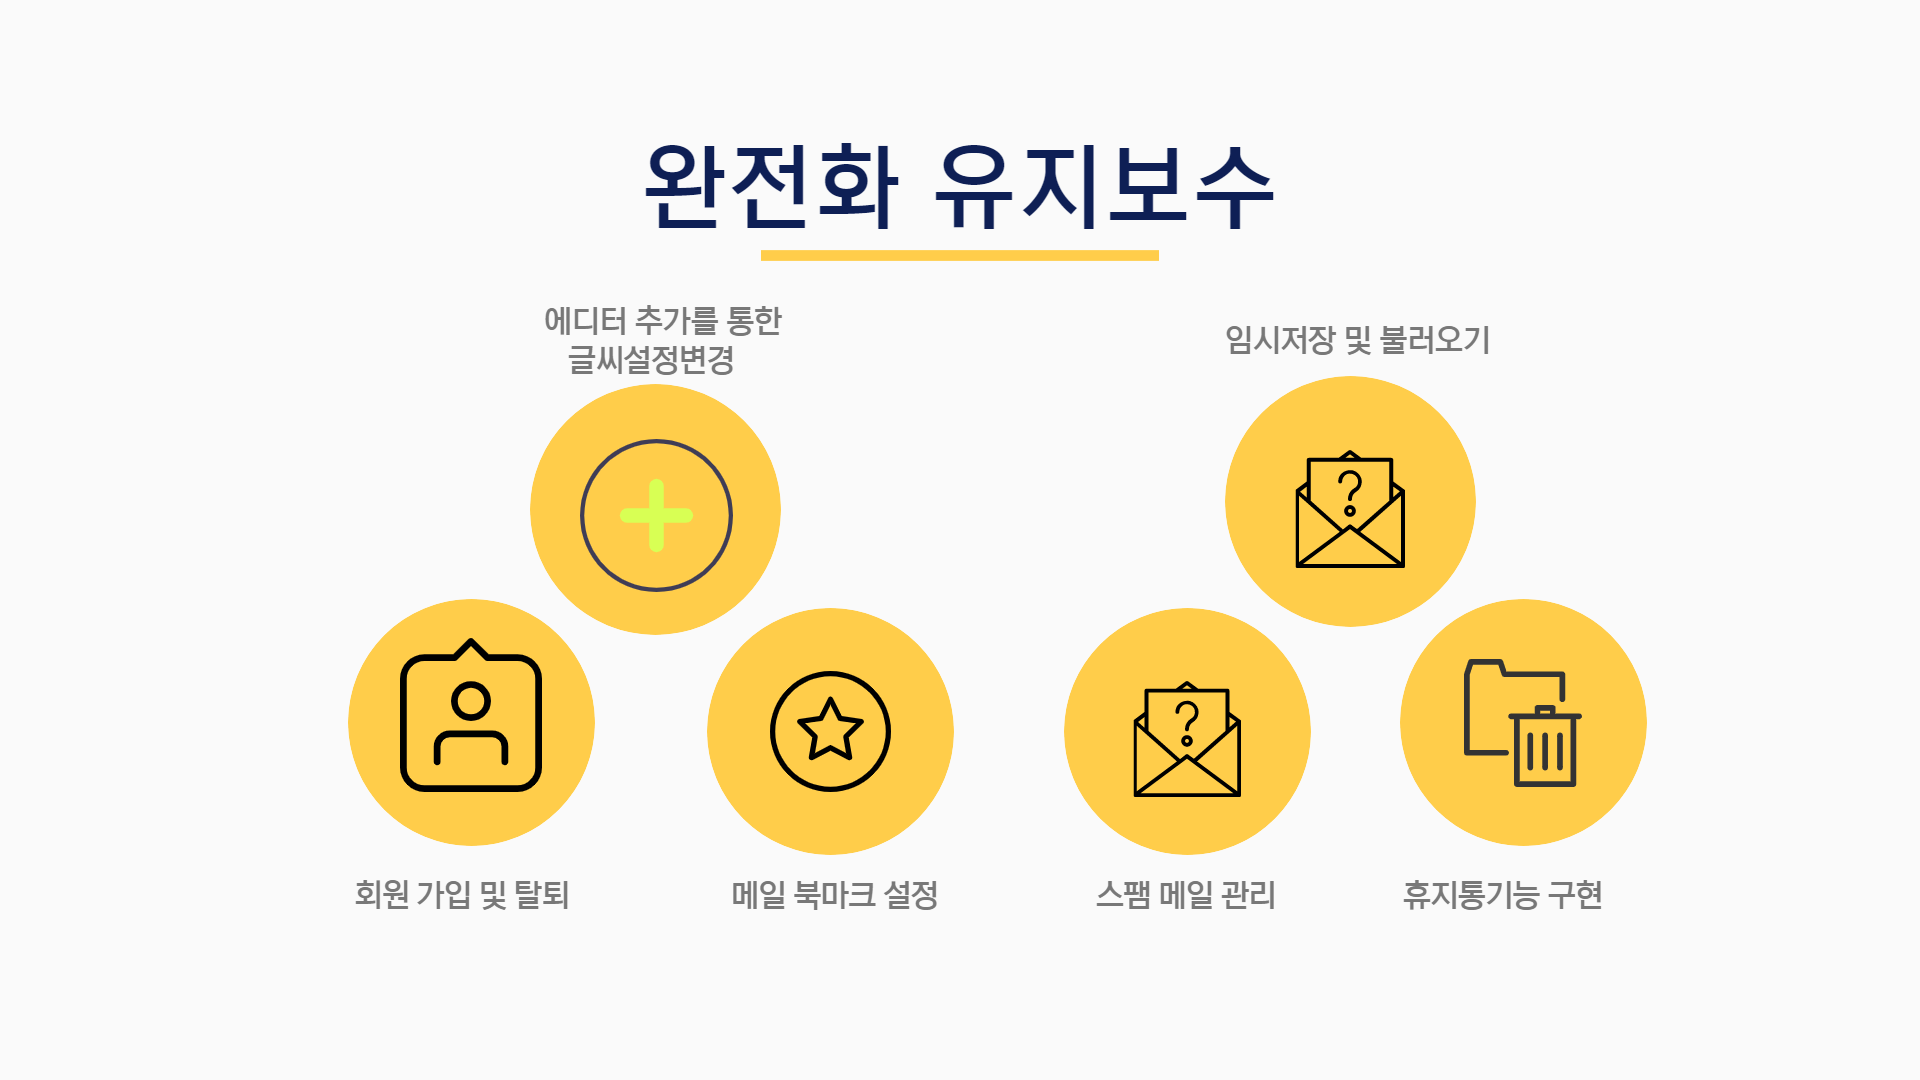 완전화 유지보수
에디터 추가를 통한
글씨설정변경
임시저장 및 불러오기
회원 가입 및 탈퇴
메일 북마크 설정
스팸 메일 관리
휴지통기능 구현